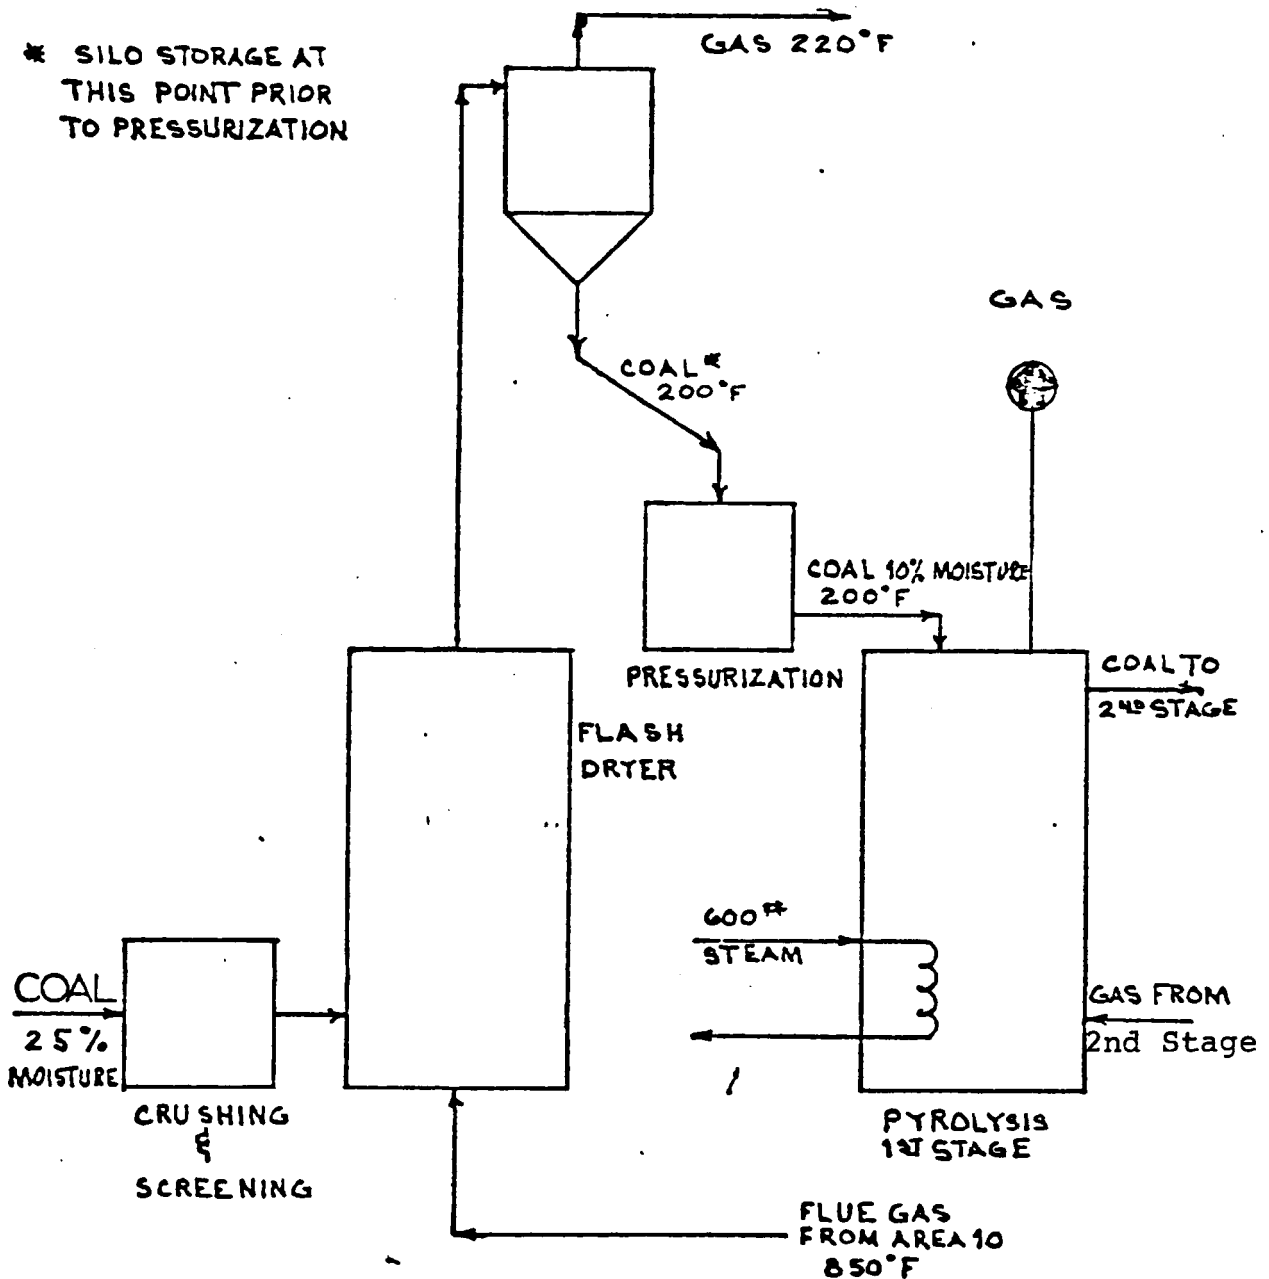 * SILO STORAGE AT
THIS POINT PRIOR
TO PRESSURIZATION
GAS 220°F
GAS
COAL*
200°F
COAL 10% MOISTURE
200°F
PRESSURIZATION
COAL TO
2ND STAGE
FLASH
DRYER
600#
STEAM
COAL
25%
MOISTURE
GAS FROM
2nd Stage
CRUSHING
&
SCREENING
PYROLYSIS
1ST STAGE
FLUE GAS
FROM AREA 10
850°F